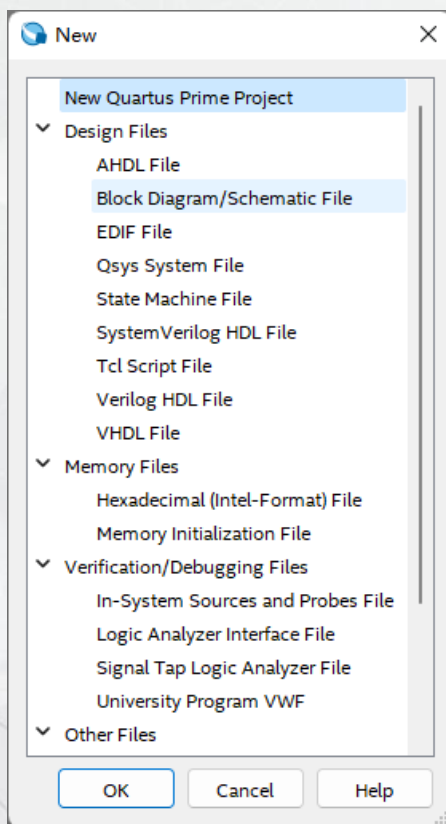 New
New Quartus Prime Project
Design Files
AHDL File
Block Diagram/Schematic File
EDIF File
Qsys System File
State Machine File
SystemVerilog HDL File
Tcl Script File
Verilog HDL File
VHDL File
Memory Files
Hexadecimal (Intel-Format) File
Memory Initialization File
Verification/Debugging Files
In-System Sources and Probes File
Logic Analyzer Interface File
Signal Tap Logic Analyzer File
University Program VWF
Other Files
OK Cancel Help